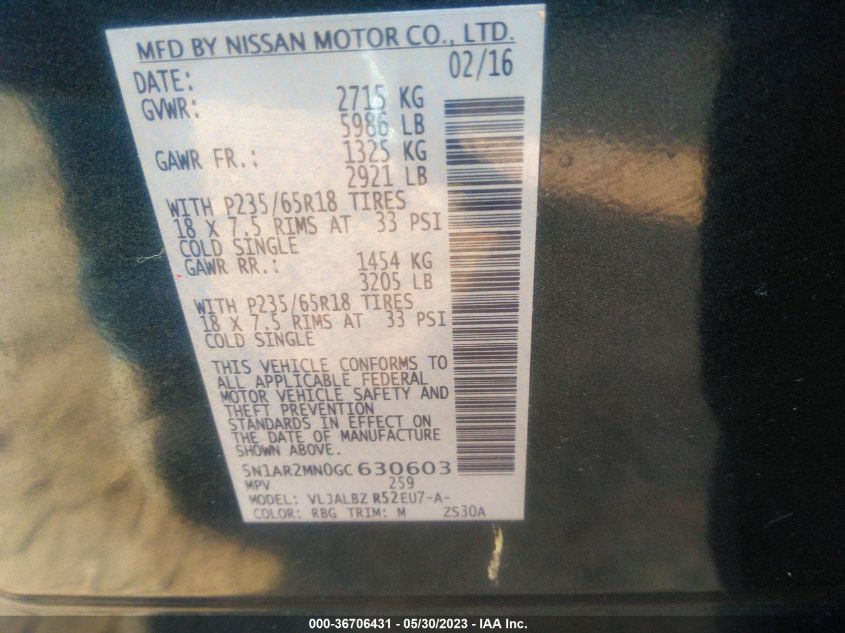 MFD BY NISSAN MOTOR CO., LTD.
DATE: 02/16
GVWR: 2715 KG
5986 LB
GAWR FR.: 1325 KG
2921 LB
WITH P235/65R18 TIRES
18 X 7.5 RIMS AT 33 PSI
COLD SINGLE
GAWR RR.: 1454 KG
3205 LB
WITH P235/65R18 TIRES
18 X 7.5 RIMS AT 33 PSI
COLD SINGLE
THIS VEHICLE CONFORMS TO
ALL APPLICABLE FEDERAL
MOTOR VEHICLE SAFETY AND
THEFT PREVENTION
STANDARDS IN EFFECT ON
THE DATE OF MANUFACTURE
SHOWN ABOVE.
5N1AR2MN0GC630603
MPV 259
MODEL: VLJALBZ R52EU7-A-
COLOR: RBG TRIM: M ZS30A
000-36706431 - 05/30/2023 - IAA Inc.